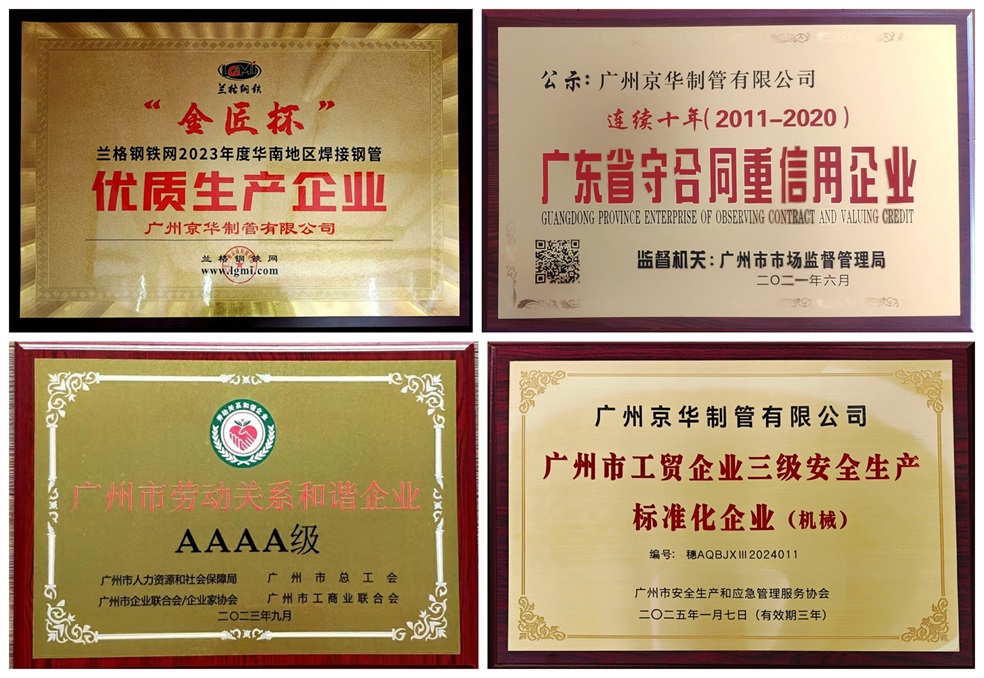 LGMi
兰格钢铁
“金匠杯”
兰格钢铁网2023年度华南地区焊接钢管
优质生产企业
广州京华制管有限公司
兰格钢铁网
www.lgmi.com
公示：广州京华制管有限公司
连续十年（2011-2020）
广东省守合同重信用企业
GUANGDONG PROVINCE ENTERPRISE OF OBSERVING CONTRACT AND VALUING CREDIT
监督机关：广州市市场监督管理局
二〇二一年六月
劳动关系和谐企业
广州市劳动关系和谐企业
AAAA级
广州市人力资源和社会保障局 广州市总工会
广州市企业联合会/企业家协会 广州市工商业联合会
二〇二三年九月
广州京华制管有限公司
广州市工贸企业三级安全生产
标准化企业（机械）
编号： 穗AQBJXⅢ2024011
广州市安全生产和应急管理服务协会
二〇二五年一月七日（有效期三年）